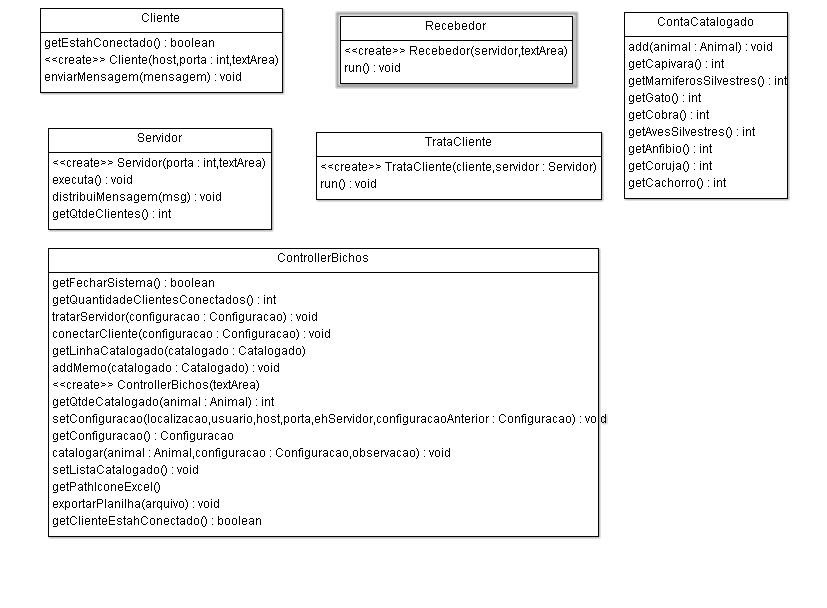 Cliente
getEstahConectado() : boolean
<<create>> Cliente(host,porta : int,textArea)
enviarMensagem(mensagem) : void
Recebedor
<<create>> Recebedor(servidor,textArea)
run() : void
ContaCatalogado
add(animal : Animal) : void
getCapivara() : int
getMamiferosSilvestres() : int
getGato() : int
getCobra() : int
getAvesSilvestres() : int
getAnfibio() : int
getCoruja() : int
getCachorro() : int
Servidor
<<create>> Servidor(porta : int,textArea)
executa() : void
distribuiMensagem(msg) : void
getQtdeClientes() : int
TrataCliente
<<create>> TrataCliente(cliente,servidor : Servidor)
run() : void
ControllerBichos
getFecharSistema() : boolean
getQuantidadeClientesConectados() : int
tratarServidor(configuracao : Configuracao) : void
conectarCliente(configuracao : Configuracao) : void
getLinhaCatalogado(catalogado : Catalogado)
addMemo(catalogado : Catalogado) : void
<<create>> ControllerBichos(textArea)
getQtdeCatalogado(animal : Animal) : int
setConfiguracao(localizacao,usuario,host,porta,ehServidor,configuracaoAnterior : Configuracao) : void
getConfiguracao() : Configuracao
catalogar(animal : Animal,configuracao : Configuracao,observacao) : void
setListaCatalogado() : void
getPathIconeExcel()
exportarPlanilha(arquivo) : void
getClienteEstahConectado() : boolean